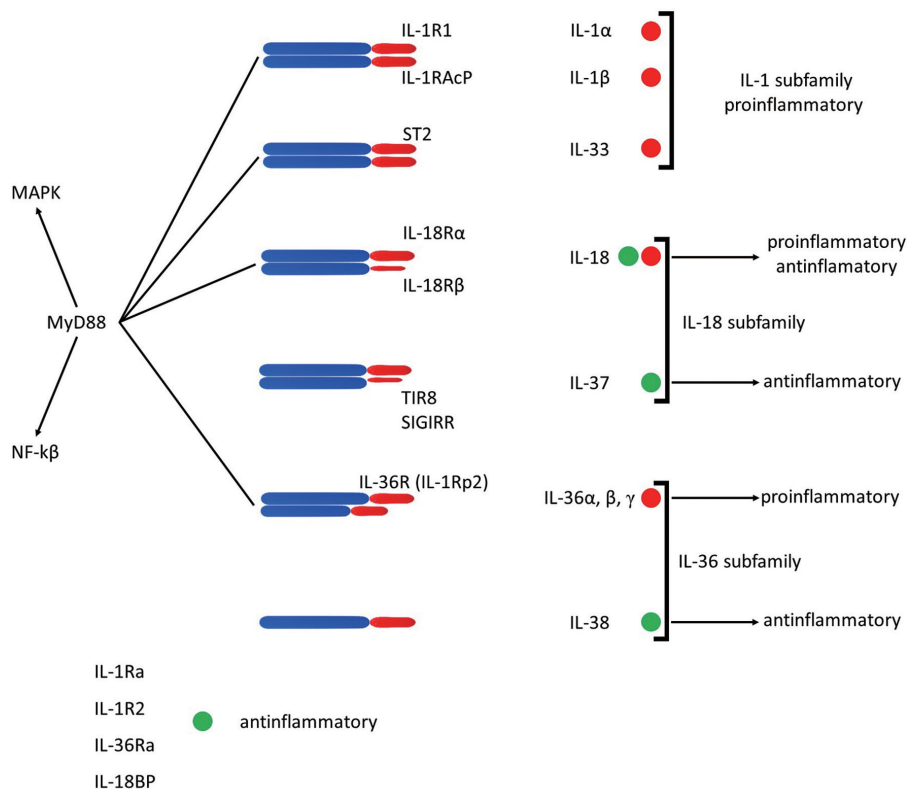 IL-1R1
IL-1RAcP
IL-1α
IL-1β
IL-1 subfamily
proinflammatory
ST2
IL-33
MAPK
IL-18Rα
IL-18Rβ
IL-18
proinflammatory
antinflamatory
MyD88
IL-18 subfamily
TIR8
SIGIRR
IL-37
antinflammatory
NF-kβ
IL-36R (IL-1Rp2)
IL-36α, β, γ
proinflammatory
IL-36 subfamily
IL-38
antinflammatory
IL-1Ra
IL-1R2
IL-36Ra
IL-18BP
antinflammatory